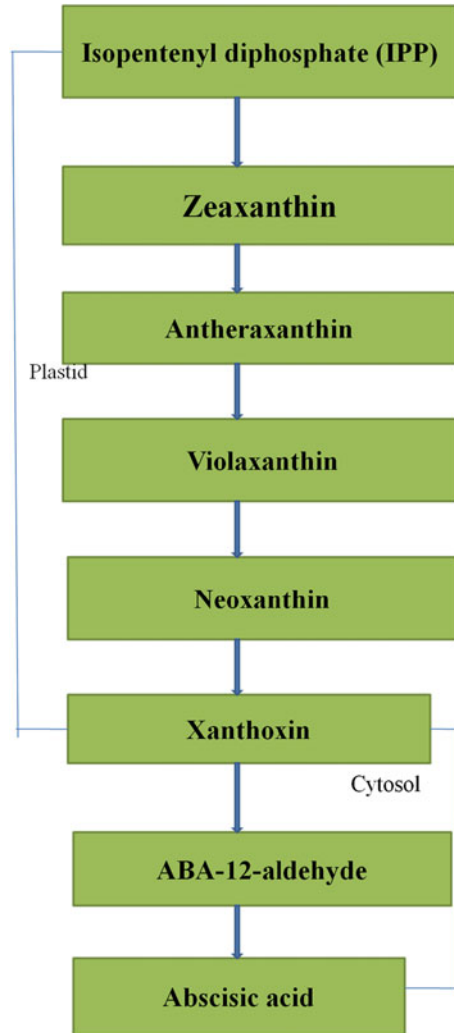 Isopentenyl diphosphate (IPP)
Zeaxanthin
Antheraxanthin
Plastid
Violaxanthin
Neoxanthin
Xanthoxin
Cytosol
ABA-12-aldehyde
Abscisic acid